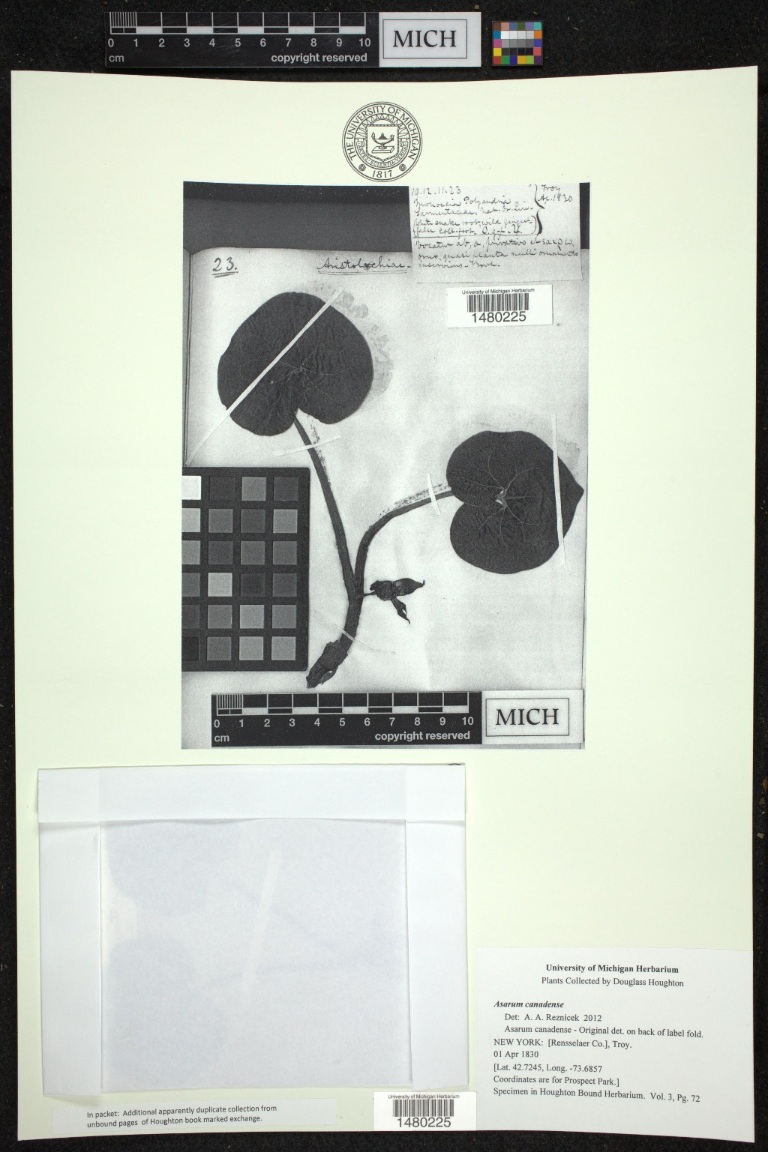 0 1 2 3 4 5 6 7 8 9 10
cm
copyright reserved
MICH
THE UNIVERSITY OF MICHIGAN
1817
10.12.11.23
Troy
Ap. 1830
23.
Aristolochiae.
University of Michigan Herbarium
1480225
0 1 2 3 4 5 6 7 8 9 10
cm
copyright reserved
MICH
University of Michigan Herbarium
Plants Collected by Douglass Houghton
Asarum canadense
Det: A. A. Reznicek 2012
Asarum canadense - Original det. on back of label fold.
NEW YORK: [Rensselaer Co.], Troy.
01 Apr 1830
[Lat. 42.7245, Long. -73.6857
Coordinates are for Prospect Park.]
Specimen in Houghton Bound Herbarium. Vol. 3, Pg. 72
In packet: Additional apparently duplicate collection from
unbound pages of Houghton book marked exchange.
University of Michigan Herbarium
1480225